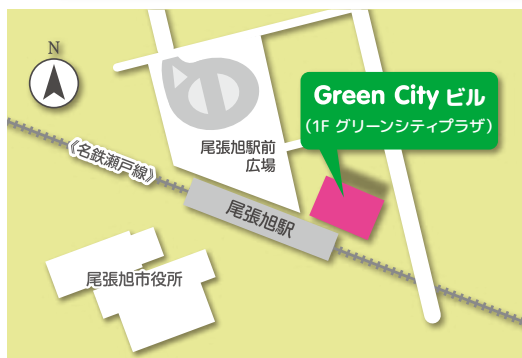 N
Green City ビル
(1F グリーンシティプラザ)
尾張旭駅前
広場
《名鉄瀬戸線》
尾張旭駅
尾張旭市役所